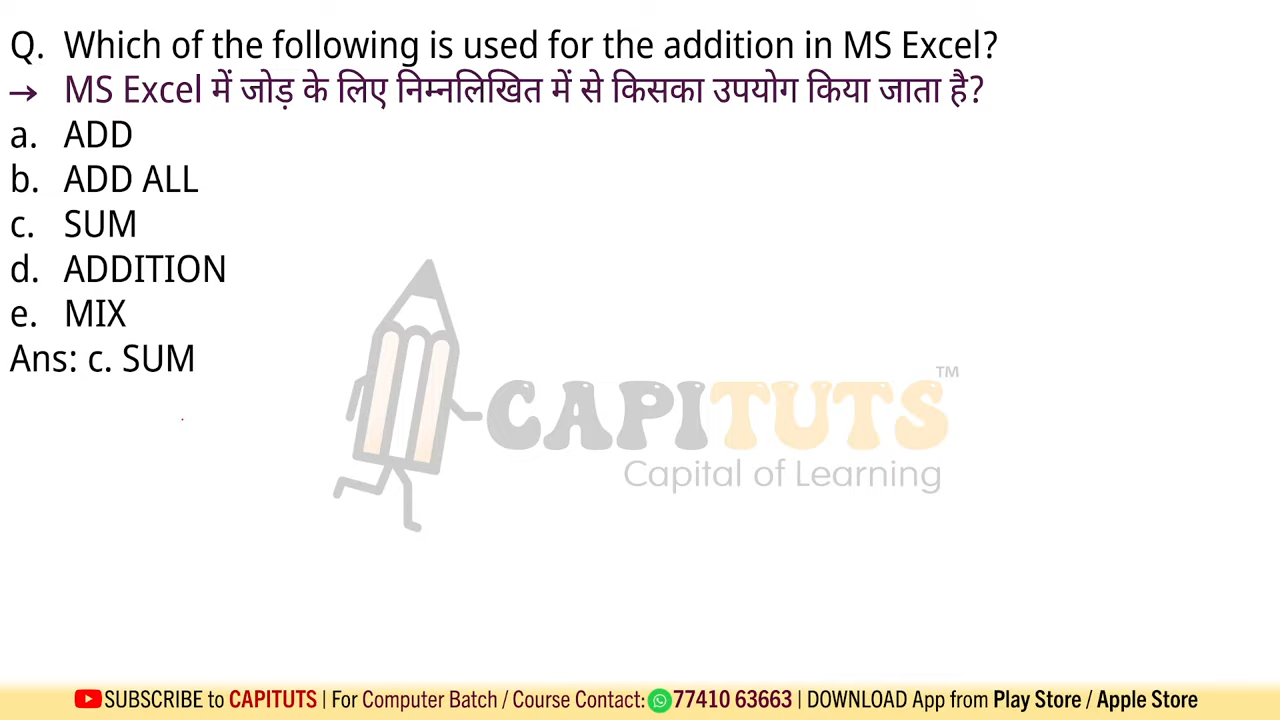 Q. Which of the following is used for the addition in MS Excel?
→ MS Excel में जोड़ के लिए निम्नलिखित में से किसका उपयोग किया जाता है?
a. ADD
b. ADD ALL
c. SUM
d. ADDITION
e. MIX
Ans: c. SUM
CAPITUTS™
Capital of Learning
SUBSCRIBE to CAPITUTS | For Computer Batch / Course Contact: 77410 63663 | DOWNLOAD App from Play Store / Apple Store